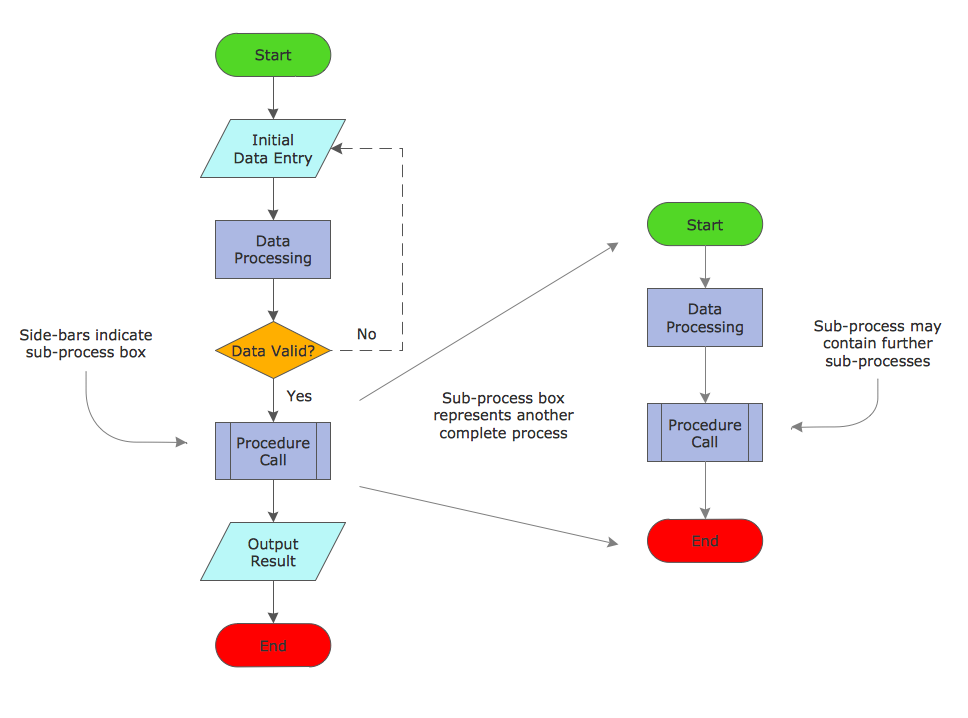 Start
Initial
Data Entry
Data
Processing
Data Valid?
No
Yes
Side-bars indicate
sub-process box
Procedure
Call
Output
Result
End
Sub-process box
represents another
complete process
Start
Data
Processing
Procedure
Call
End
Sub-process may
contain further
sub-processes